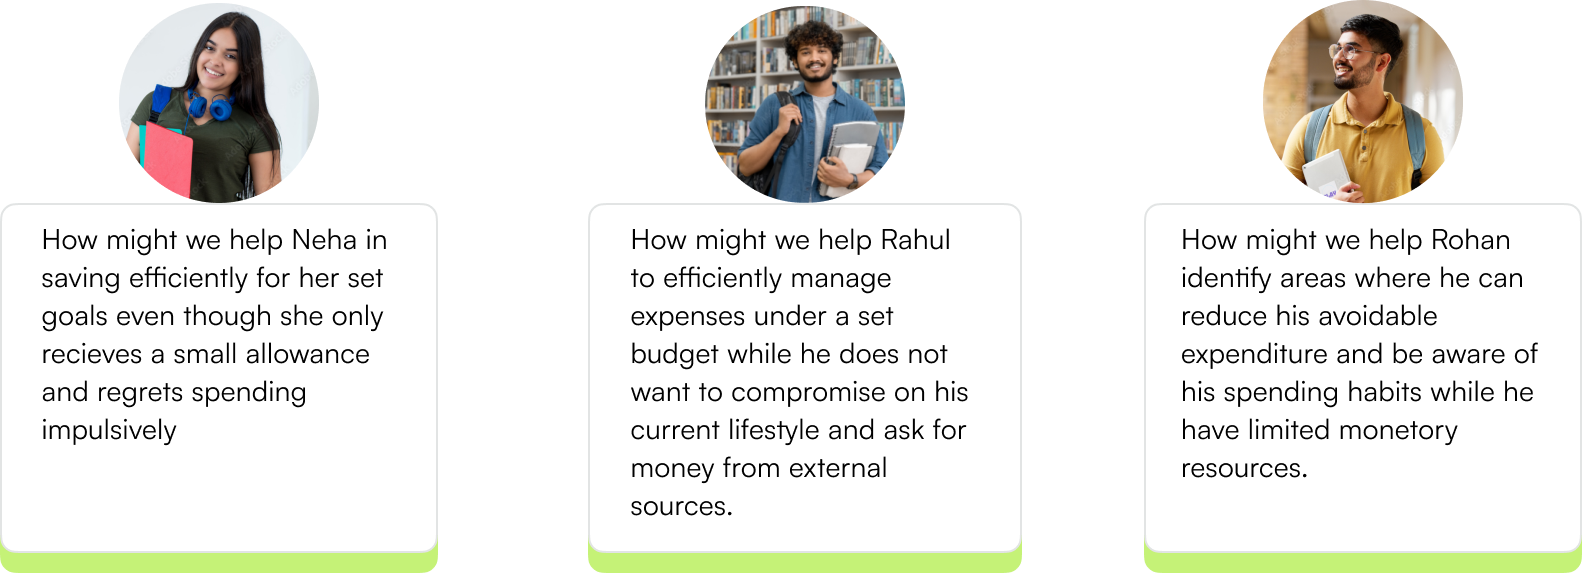 How might we help Neha in
saving efficiently for her set
goals even though she only
recieves a small allowance
and regrets spending
impulsively
How might we help Rahul
to efficiently manage
expenses under a set
budget while he does not
want to compromise on his
current lifestyle and ask for
money from external
sources.
How might we help Rohan
identify areas where he can
reduce his avoidable
expenditure and be aware of
his spending habits while he
have limited monetory
resources.